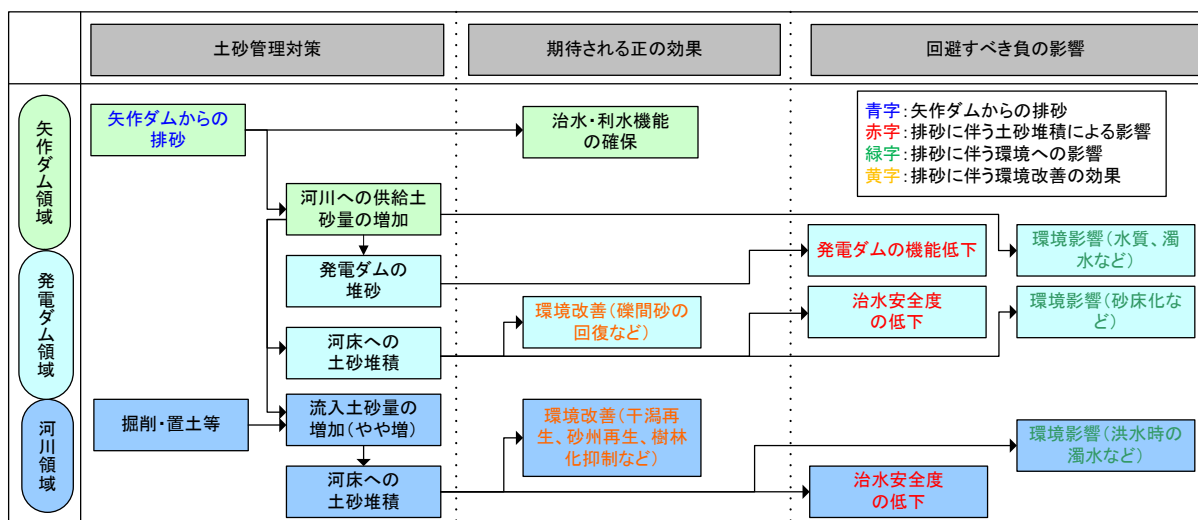 土砂管理対策
期待される正の効果
回避すべき負の影響
矢作ダム領域
矢作ダムからの
排砂
治水・利水機能
の確保
青字:矢作ダムからの排砂
赤字:排砂に伴う土砂堆積による影響
緑字:排砂に伴う環境への影響
黄字:排砂に伴う環境改善の効果
河川への供給土
砂量の増加
発電ダム領域
発電ダムの
堆砂
発電ダムの機能低下
環境影響(水質、濁
水など)
環境改善(礫間砂の
回復など)
治水安全度
の低下
環境影響(砂床化な
ど)
河床への
土砂堆積
河川領域
掘削・置土等
流入土砂量の
増加(やや増)
環境改善(干潟再
生、砂州再生、樹林
化抑制など)
環境影響(洪水時の
濁水など)
河床への
土砂堆積
治水安全度
の低下